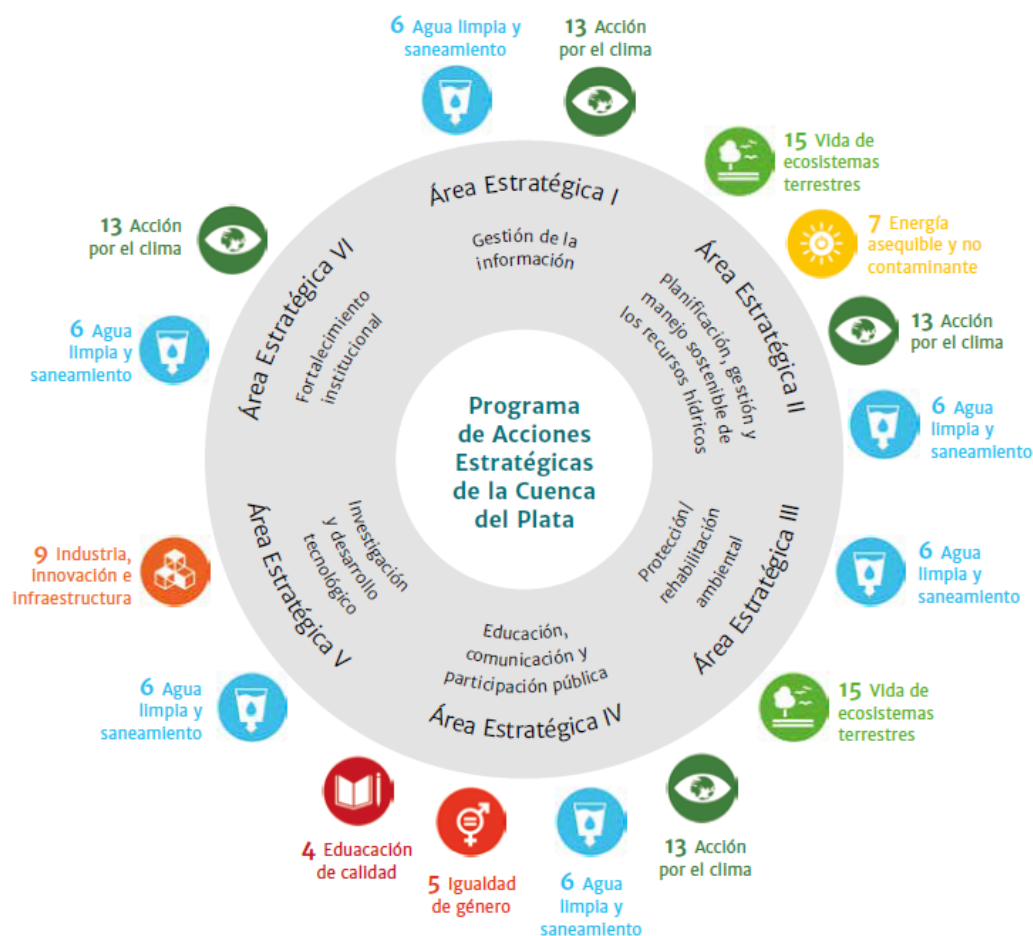 6 Agua limpia y
saneamiento
13 Acción
por el clima
15 Vida de
ecosistemas
terrestres
7 Energía
asequible y no
contaminante
13 Acción
por el clima
6 Agua
limpia y
saneamiento
6 Agua
limpia y
saneamiento
15 Vida de
ecosistemas
terrestres
13 Acción
por el clima
6 Agua
limpia y
saneamiento
5 Igualdad
de género
4 Eduacación
de calidad
6 Agua
limpia y
saneamiento
9 Industria,
Innovación e
infraestructura
6 Agua
limpia y
saneamiento
13 Acción
por el clima
Área Estratégica I
Gestión de la
información
Área Estratégica II
Planificación, gestión y
manejo sostenible de
los recursos hídricos
Área Estratégica III
Protección/
rehabilitación
ambiental
Área Estratégica IV
Educación,
comunicación y
participación pública
Área Estratégica V
Investigación
y desarrollo
tecnológico
Área Estratégica VI
Fortalecimiento
institucional
Programa
de Acciones
Estratégicas
de la Cuenca
del Plata